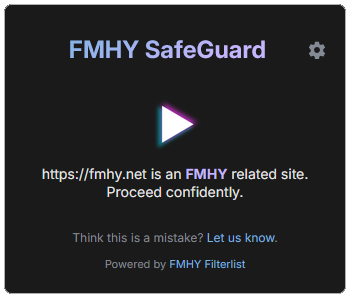 FMHY SafeGuard
https://fmhy.net is an FMHY related site.
Proceed confidently.
Think this is a mistake? Let us know.
Powered by FMHY Filterlist